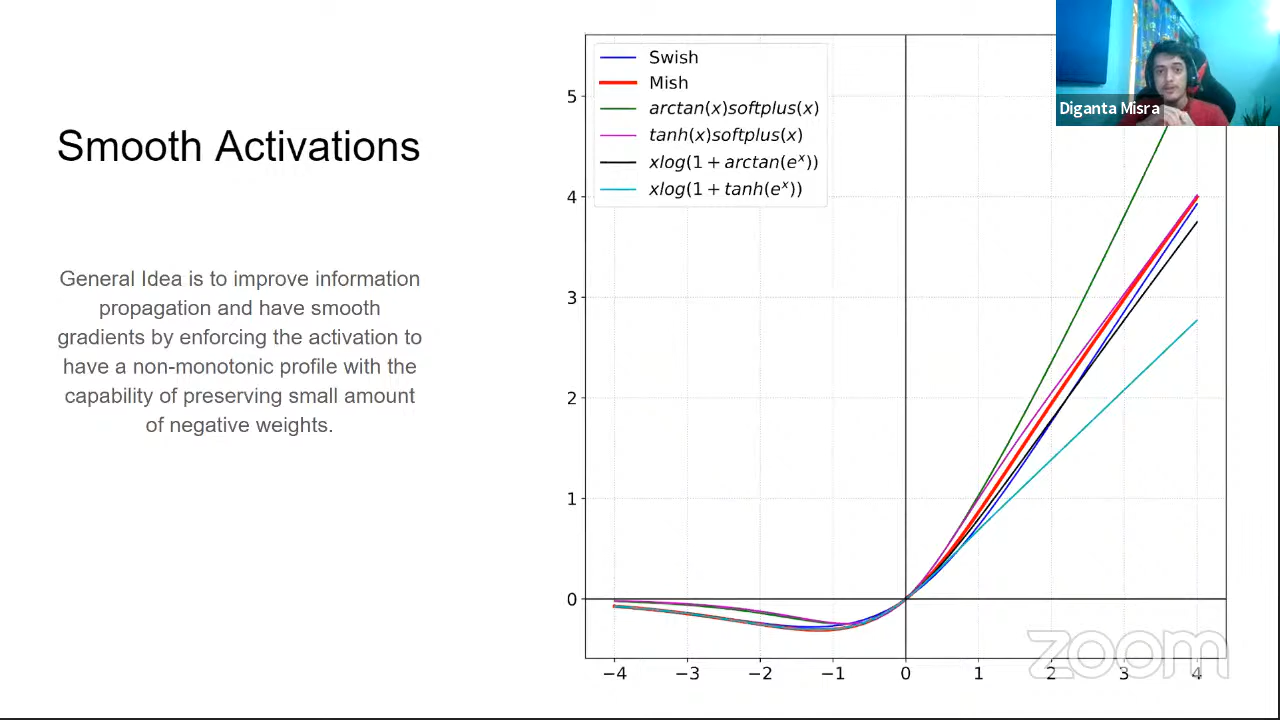 Smooth Activations
General Idea is to improve information
propagation and have smooth
gradients by enforcing the activation to
have a non-monotonic profile with the
capability of preserving small amount
of negative weights.
Swish
Mish
arctan(x)softplus(x)
tanh(x)softplus(x)
xlog(1 + arctan(eˣ))
xlog(1 + tanh(eˣ))
5
4
3
2
1
0
−4 −3 −2 −1 0 1 2 3 4
Diganta Misra
zoom